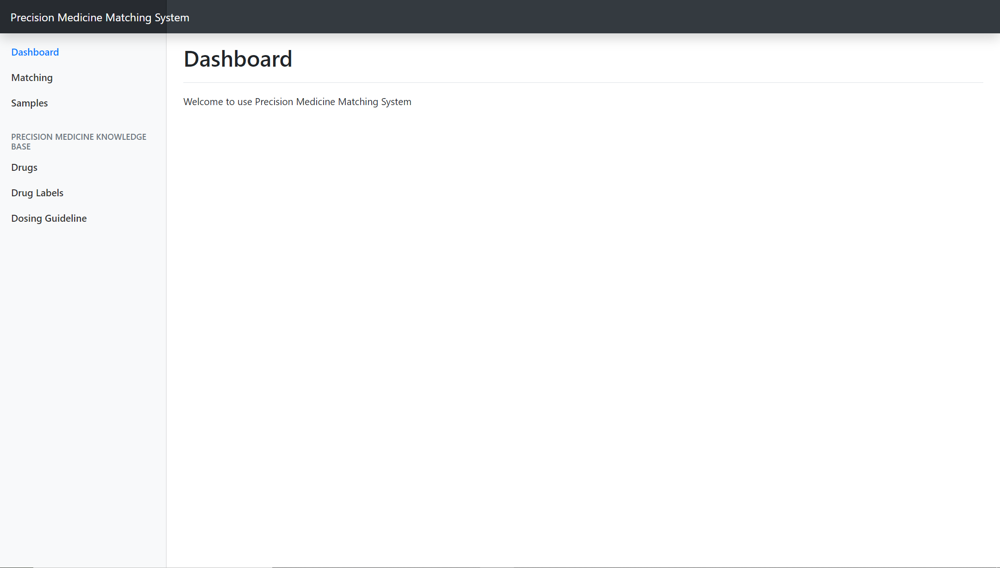 Precision Medicine Matching System
Dashboard
Matching
Samples
PRECISION MEDICINE KNOWLEDGE
BASE
Drugs
Drug Labels
Dosing Guideline
Dashboard
Welcome to use Precision Medicine Matching System